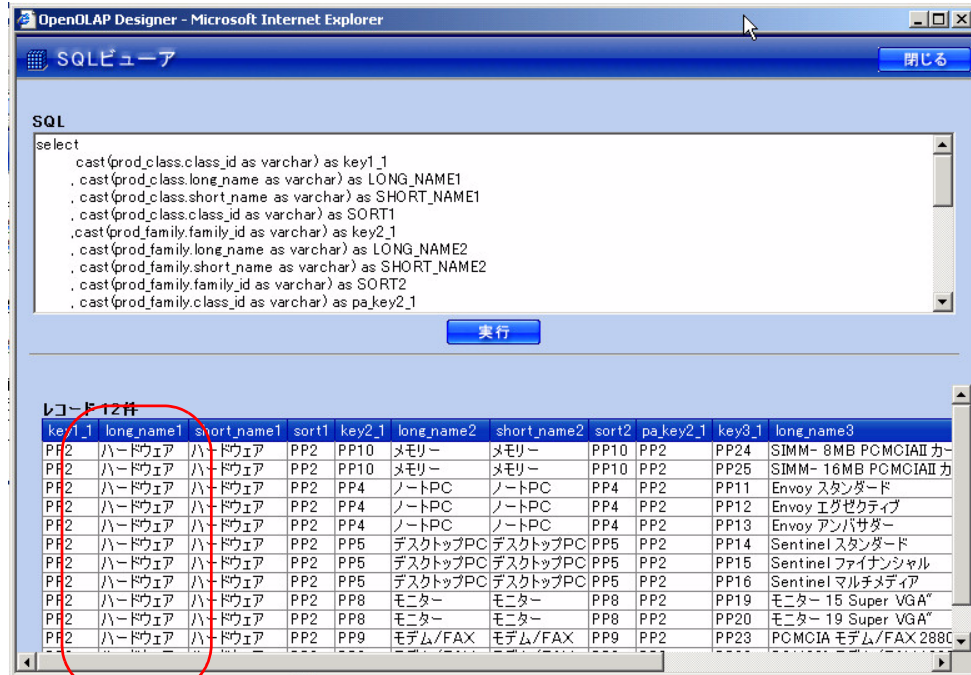 OpenOLAP Designer - Microsoft Internet Explorer
SQLビューア 閉じる
SQL
select
cast(prod_class.class_id as varchar) as key1_1
, cast(prod_class.long_name as varchar) as LONG_NAME1
, cast(prod_class.short_name as varchar) as SHORT_NAME1
, cast(prod_class.class_id as varchar) as SORT1
,cast(prod_family.family_id as varchar) as key2_1
, cast(prod_family.long_name as varchar) as LONG_NAME2
, cast(prod_family.short_name as varchar) as SHORT_NAME2
, cast(prod_family.family_id as varchar) as SORT2
, cast(prod_family.class_id as varchar) as pa_key2_1
実行
レコード 12件
key1_1 long_name1 short_name1 sort1 key2_1 long_name2 short_name2 sort2 pa_key2_1 key3_1 long_name3
PP2 ハードウェア ハードウェア PP2 PP10 メモリー メモリー PP10 PP2 PP24 SIMM- 8MB PCMCIAII カー
PP2 ハードウェア ハードウェア PP2 PP10 メモリー メモリー PP10 PP2 PP25 SIMM- 16MB PCMCIAII カ
PP2 ハードウェア ハードウェア PP2 PP4 ノートPC ノートPC PP4 PP2 PP11 Envoy スタンダード
PP2 ハードウェア ハードウェア PP2 PP4 ノートPC ノートPC PP4 PP2 PP12 Envoy エグゼクティブ
PP2 ハードウェア ハードウェア PP2 PP4 ノートPC ノートPC PP4 PP2 PP13 Envoy アンバサダー
PP2 ハードウェア ハードウェア PP2 PP5 デスクトップPC デスクトップPC PP5 PP2 PP14 Sentinel スタンダード
PP2 ハードウェア ハードウェア PP2 PP5 デスクトップPC デスクトップPC PP5 PP2 PP15 Sentinel ファイナンシャル
PP2 ハードウェア ハードウェア PP2 PP5 デスクトップPC デスクトップPC PP5 PP2 PP16 Sentinel マルチメディア
PP2 ハードウェア ハードウェア PP2 PP8 モニター モニター PP8 PP2 PP19 モニター 15 Super VGA"
PP2 ハードウェア ハードウェア PP2 PP8 モニター モニター PP8 PP2 PP20 モニター 19 Super VGA"
PP2 ハードウェア ハードウェア PP2 PP9 モデム/FAX モデム/FAX PP9 PP2 PP23 PCMCIA モデム/FAX 2880